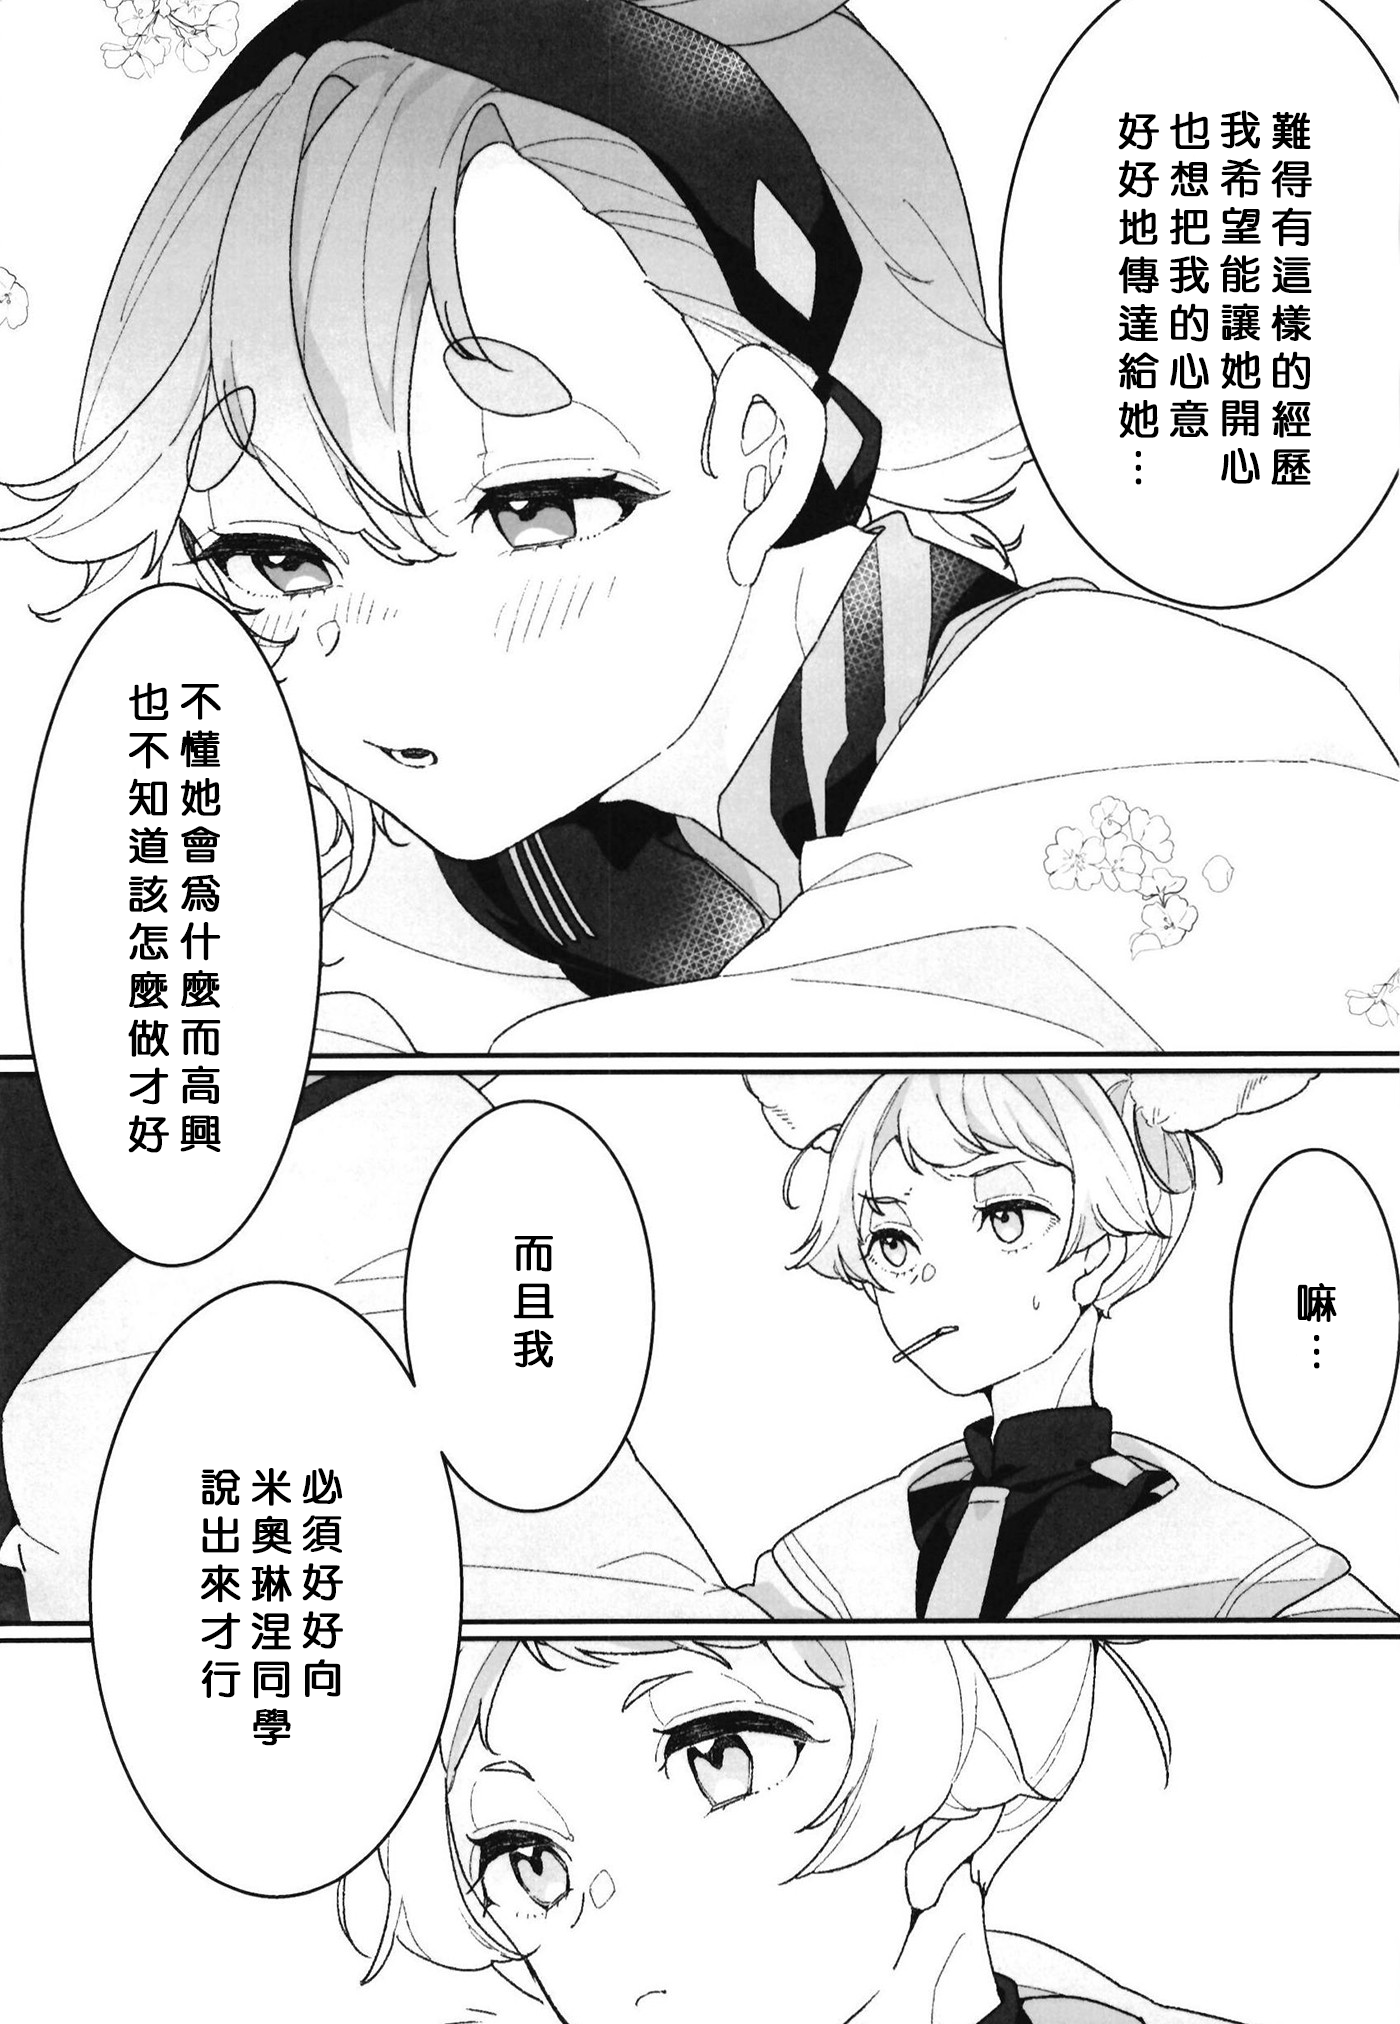 難得有這樣的經歷
我希望能讓她開心
也想把我的心意
好好地傳達給她…
不懂她會爲什麼而高興
也不知道該怎麼做才好
嘛…
而且我
必須好好向
米奧琳涅同學
說出來才行